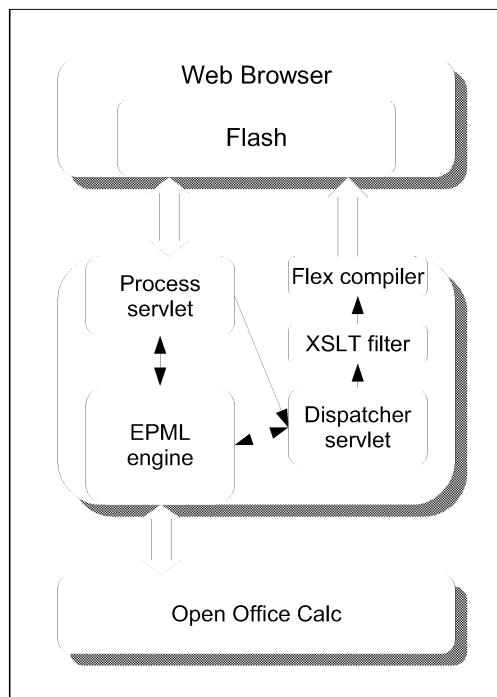 Web Browser
Flash
Process
servlet
Flex compiler
XSLT filter
EPML
engine
Dispatcher
servlet
Open Office Calc